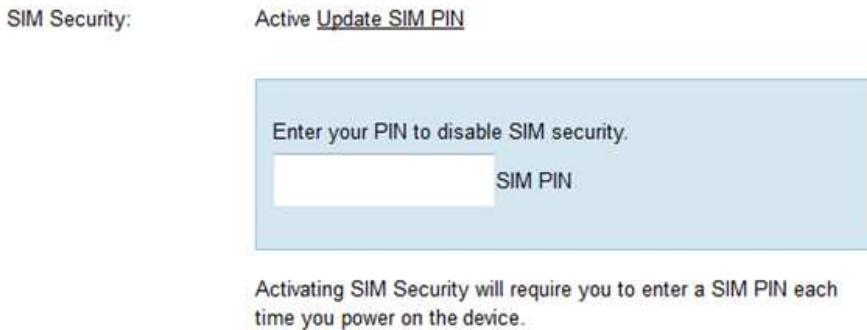 SIM Security: Active Update SIM PIN
Enter your PIN to disable SIM security.
SIM PIN
Activating SIM Security will require you to enter a SIM PIN each
time you power on the device.